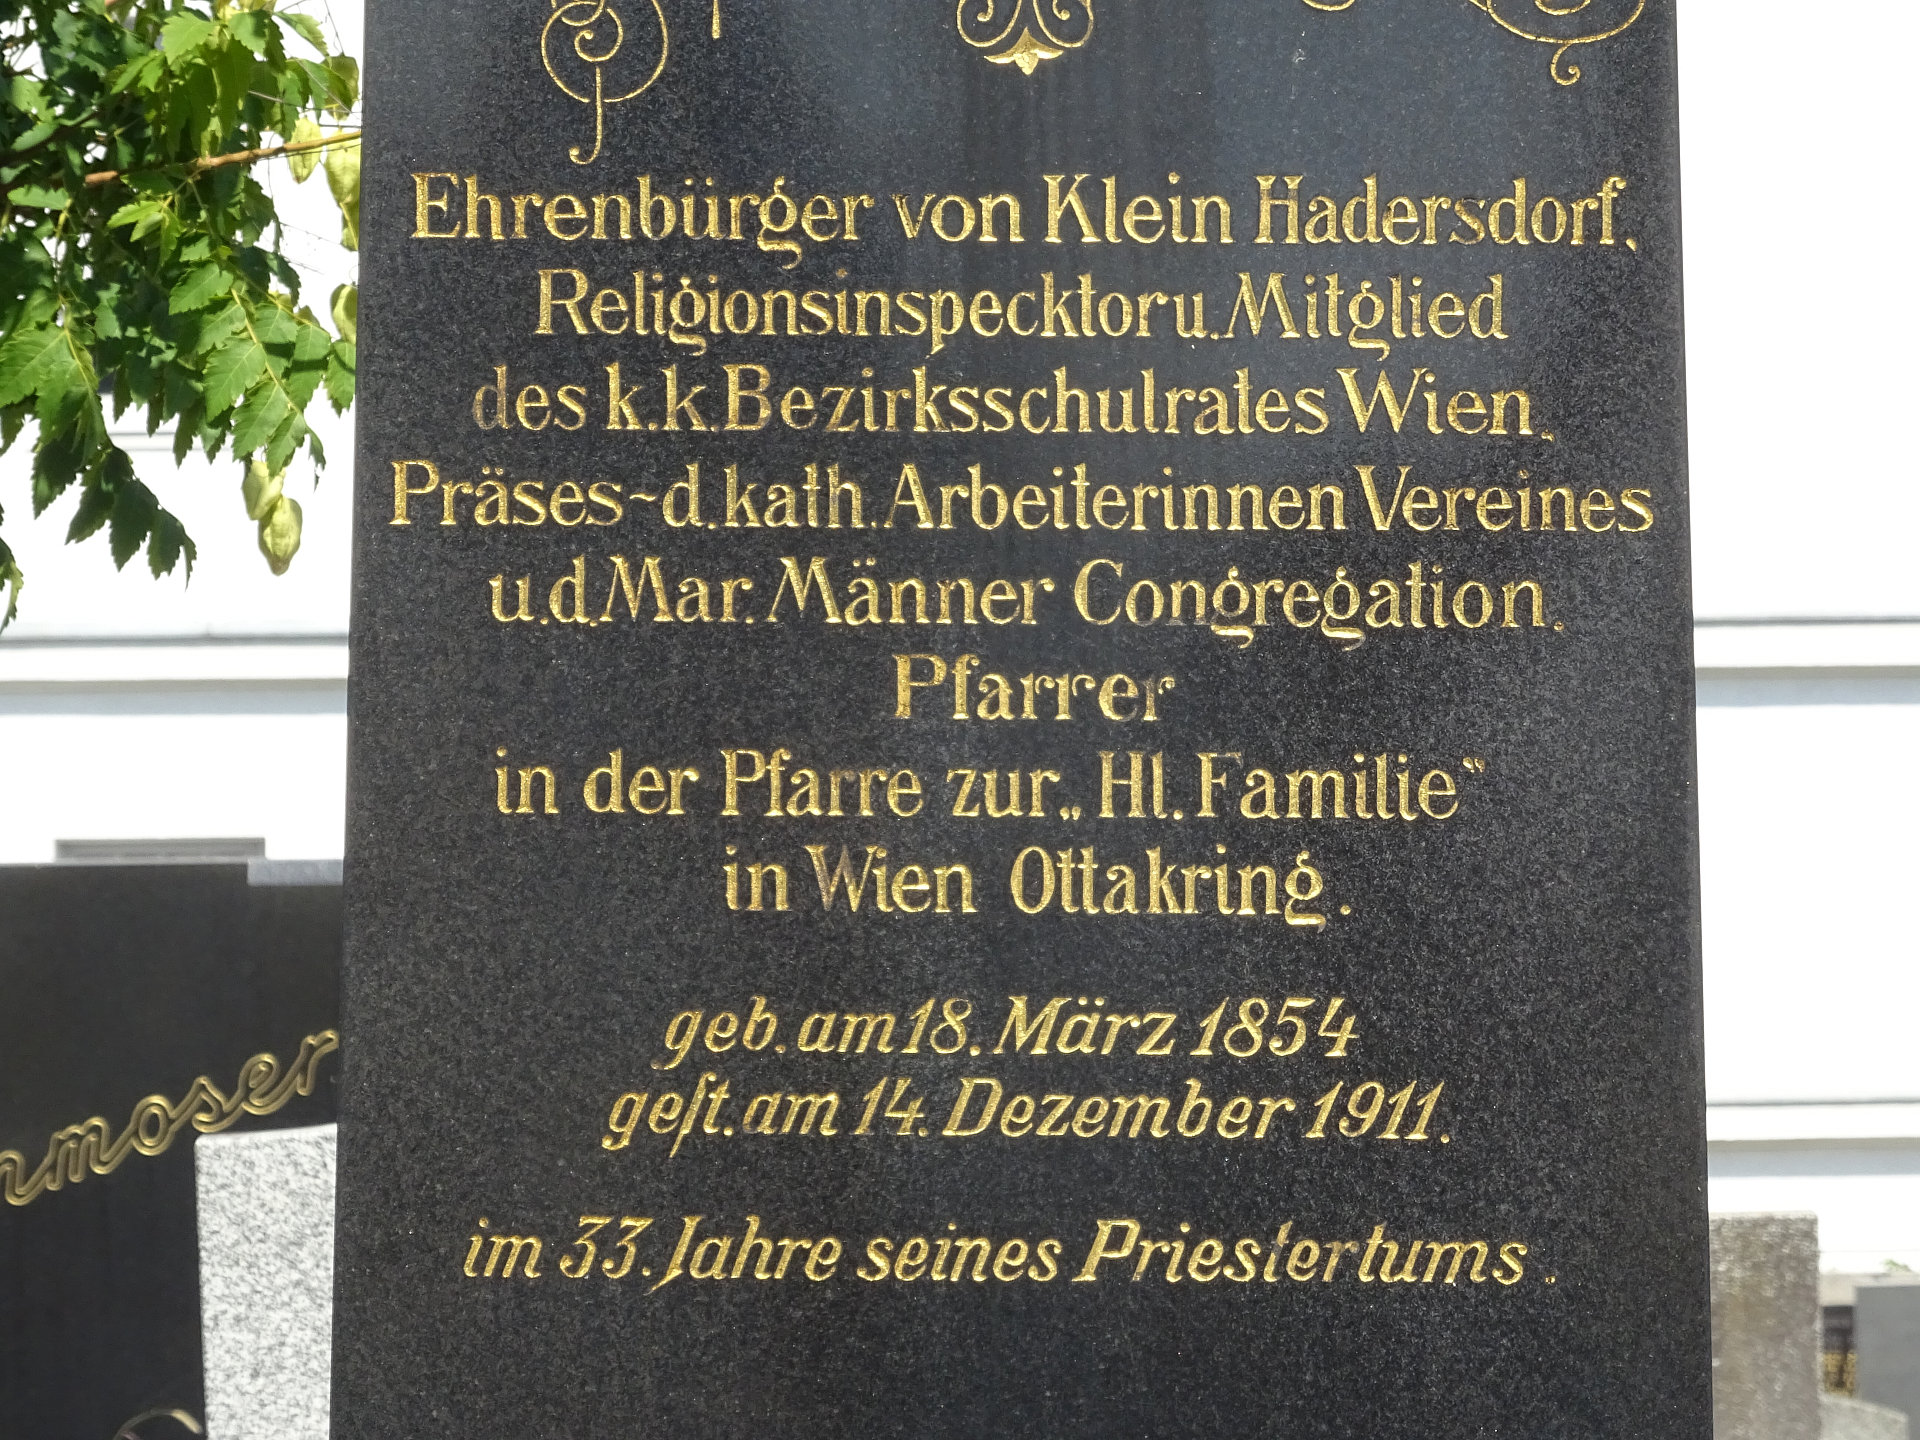 Ehrenbürger von Klein Hadersdorf,
Religionsinspecktor u. Mitglied
des k.k. Bezirksschulrates Wien,
Präses d. kath. Arbeiterinnen Vereines
u. d. Mar. Männer Congregation.
Pfarrer
in der Pfarre zur „Hl. Familie“
in Wien Ottakring.
geb. am 18. März 1854
gest. am 14. Dezember 1911.
im 33. Jahre seines Priestertums.
moser